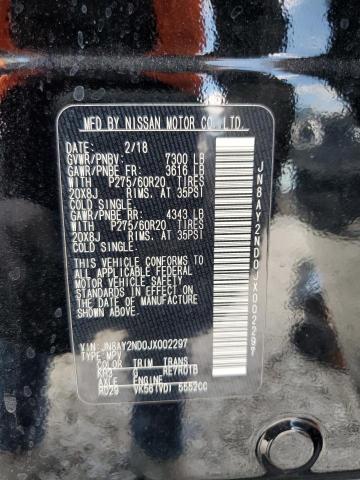 MFD BY NISSAN MOTOR CO.,LTD.
DATE: 2/18
GVWR/PNBV: 7300 LB
GAWR/PNBE FR: 3616 LB
WITH P275/60R20 TIRES
20X8J RIMS, AT 35PSI
COLD SINGLE
GAWR/PNBE RR: 4343 LB
WITH P275/60R20 TIRES
20X8J RIMS, AT 35PSI
COLD SINGLE
THIS VEHICLE CONFORMS TO
ALL APPLICABLE FEDERAL
MOTOR VEHICLE SAFETY
STANDARDS IN EFFECT ON
THE DATE OF MANUFACTURE
SHOWN ABOVE.
VIN: JN8AY2ND0JX002297
TYPE: MPV
COLOR TRIM TRANS
KH3 G RE7R01B
AXLE ENGINE
RD29 VK56(VD) 5552CC
JN8AY2ND0JX002297